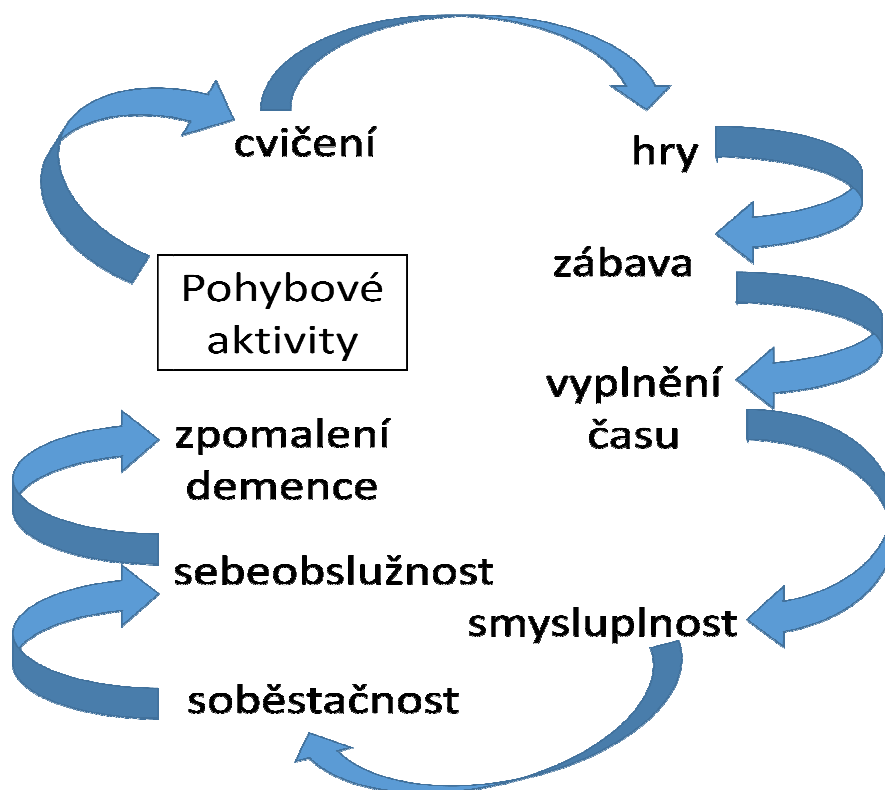 Pohybové
aktivity
cvičení
hry
zábava
vyplnění
času
smysluplnost
soběstačnost
sebeobslužnost
zpomalení
demence